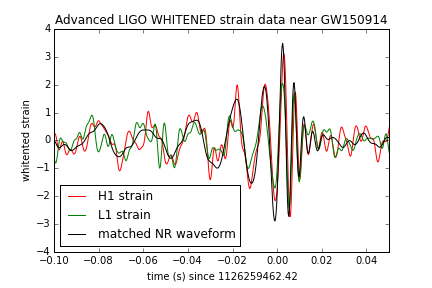 Advanced LIGO WHITENED strain data near GW150914
4
3
2
1
0
−1
−2
−3
−4
whitented strain
H1 strain
L1 strain
matched NR waveform
−0.10 −0.08 −0.06 −0.04 −0.02 0.00 0.02 0.04
time (s) since 1126259462.42